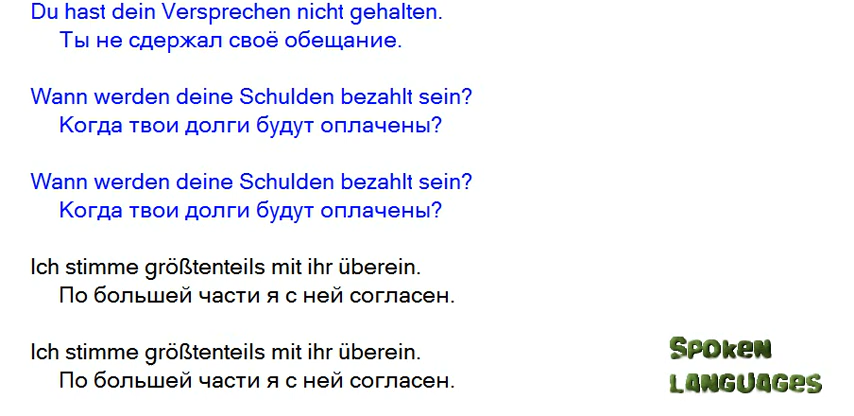 Du hast dein Versprechen nicht gehalten.
Ты не сдержал своё обещание.
Wann werden deine Schulden bezahlt sein?
Когда твои долги будут оплачены?
Wann werden deine Schulden bezahlt sein?
Когда твои долги будут оплачены?
Ich stimme größtenteils mit ihr überein.
По большей части я с ней согласен.
Ich stimme größtenteils mit ihr überein.
По большей части я с ней согласен.
Spoken
Languages